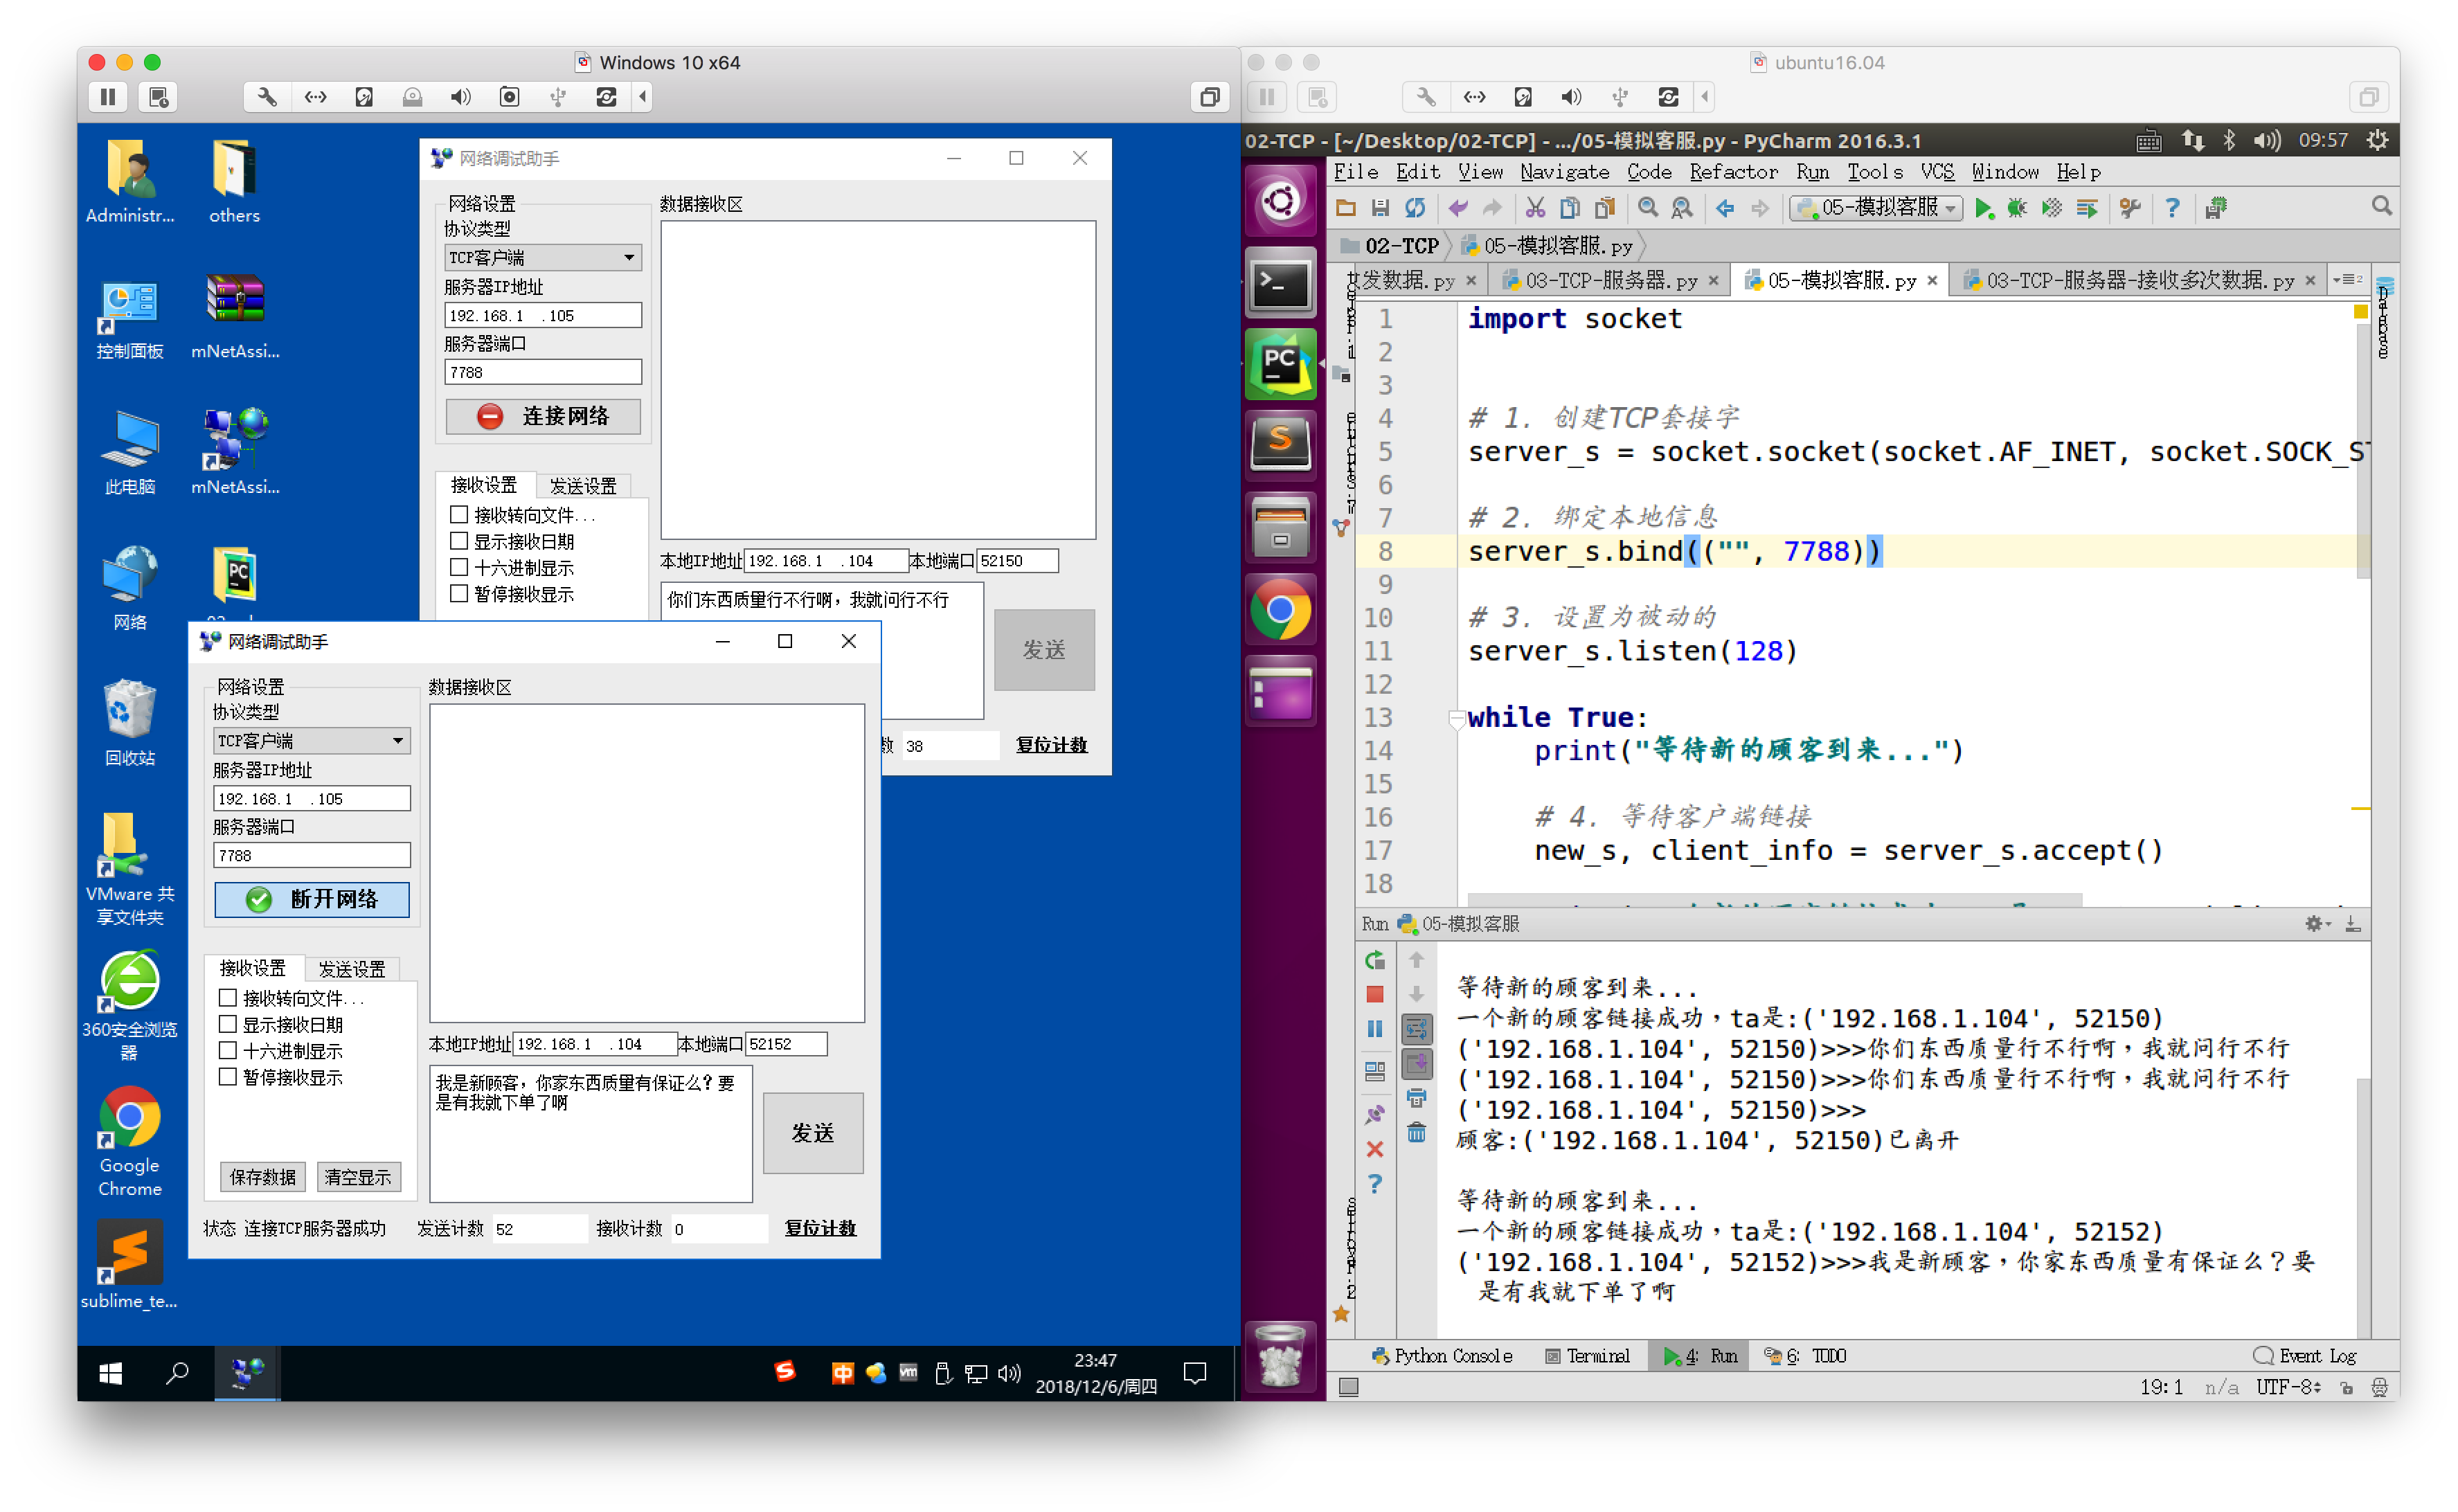 Windows 10 x64
Administr...
others
控制面板
mNetAssi...
此电脑
mNetAssi...
网络
回收站
VMware 共
享文件夹
360安全浏览
器
Google
Chrome
sublime_te...
网络调试助手
网络设置
协议类型
TCP客户端
服务器IP地址
192.168.1 .105
服务器端口
7788
连接网络
接收设置
发送设置
接收转向文件...
显示接收日期
十六进制显示
暂停接收显示
数据接收区
本地IP地址
192.168.1 .104
本地端口
52150
你们东西质量行不行啊，我就问行不行
发送
数
38
复位计数
网络调试助手
网络设置
协议类型
TCP客户端
服务器IP地址
192.168.1 .105
服务器端口
7788
断开网络
接收设置
发送设置
接收转向文件...
显示接收日期
十六进制显示
暂停接收显示
保存数据
清空显示
数据接收区
本地IP地址
192.168.1 .104
本地端口
52152
我是新顾客，你家东西质量有保证么？要
是有我就下单了啊
发送
状态 连接TCP服务器成功
发送计数
52
接收计数
0
复位计数
中
vm
23:47
2018/12/6/周四
ubuntu16.04
02-TCP - [~/Desktop/02-TCP] - .../05-模拟客服.py - PyCharm 2016.3.1
09:57
File Edit View Navigate Code Refactor Run Tools VCS Window Help
05-模拟客服
02-TCP
05-模拟客服.py
发数据.py
03-TCP-服务器.py
05-模拟客服.py
03-TCP-服务器-接收多次数据.py
1 import socket
2
3
4 # 1. 创建TCP套接字
5 server_s = socket.socket(socket.AF_INET, socket.SOCK_ST
6
7 # 2. 绑定本地信息
8 server_s.bind(("", 7788))
9
10 # 3. 设置为被动的
11 server_s.listen(128)
12
13 while True:
14 print("等待新的顾客到来...")
15
16 # 4. 等待客户端链接
17 new_s, client_info = server_s.accept()
18
Database
Run 05-模拟客服
等待新的顾客到来...
一个新的顾客链接成功，ta是:('192.168.1.104', 52150)
('192.168.1.104', 52150)>>>你们东西质量行不行啊，我就问行不行
('192.168.1.104', 52150)>>>你们东西质量行不行啊，我就问行不行
('192.168.1.104', 52150)>>>
顾客:('192.168.1.104', 52150)已离开
等待新的顾客到来...
一个新的顾客链接成功，ta是:('192.168.1.104', 52152)
('192.168.1.104', 52152)>>>我是新顾客，你家东西质量有保证么？要
是有我就下单了啊
Python Console
Terminal
4: Run
6: TODO
Event Log
19:1 n/a UTF-8